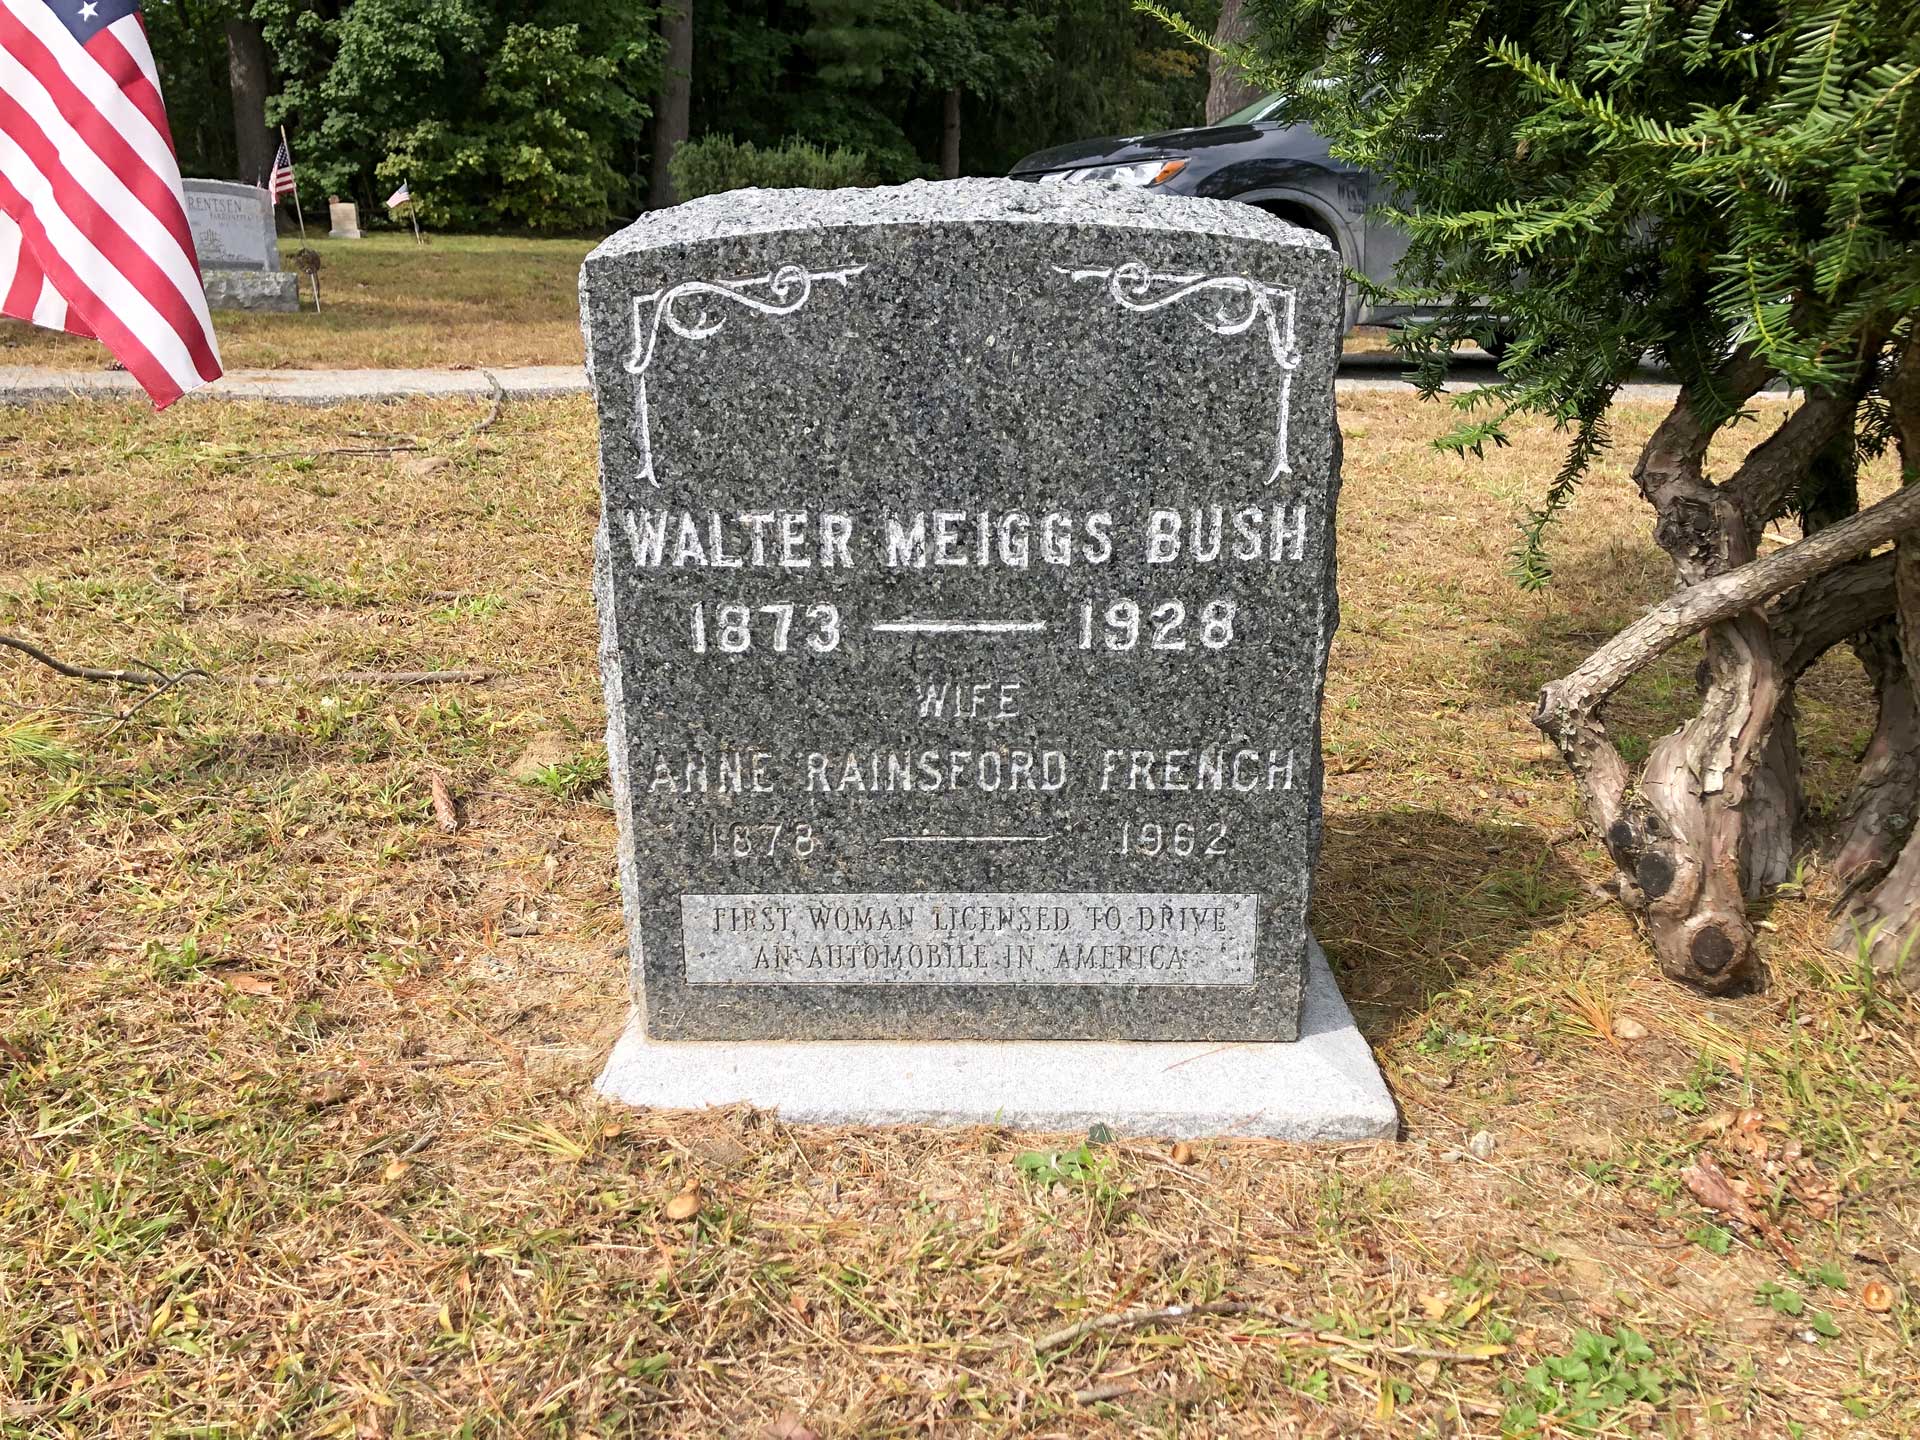 RENTSEN
WALTER MEIGGS BUSH
1873 — 1928
WIFE
ANNE RAINSFORD FRENCH
1878 — 1962
FIRST WOMAN LICENSED TO DRIVE
AN AUTOMOBILE IN AMERICA